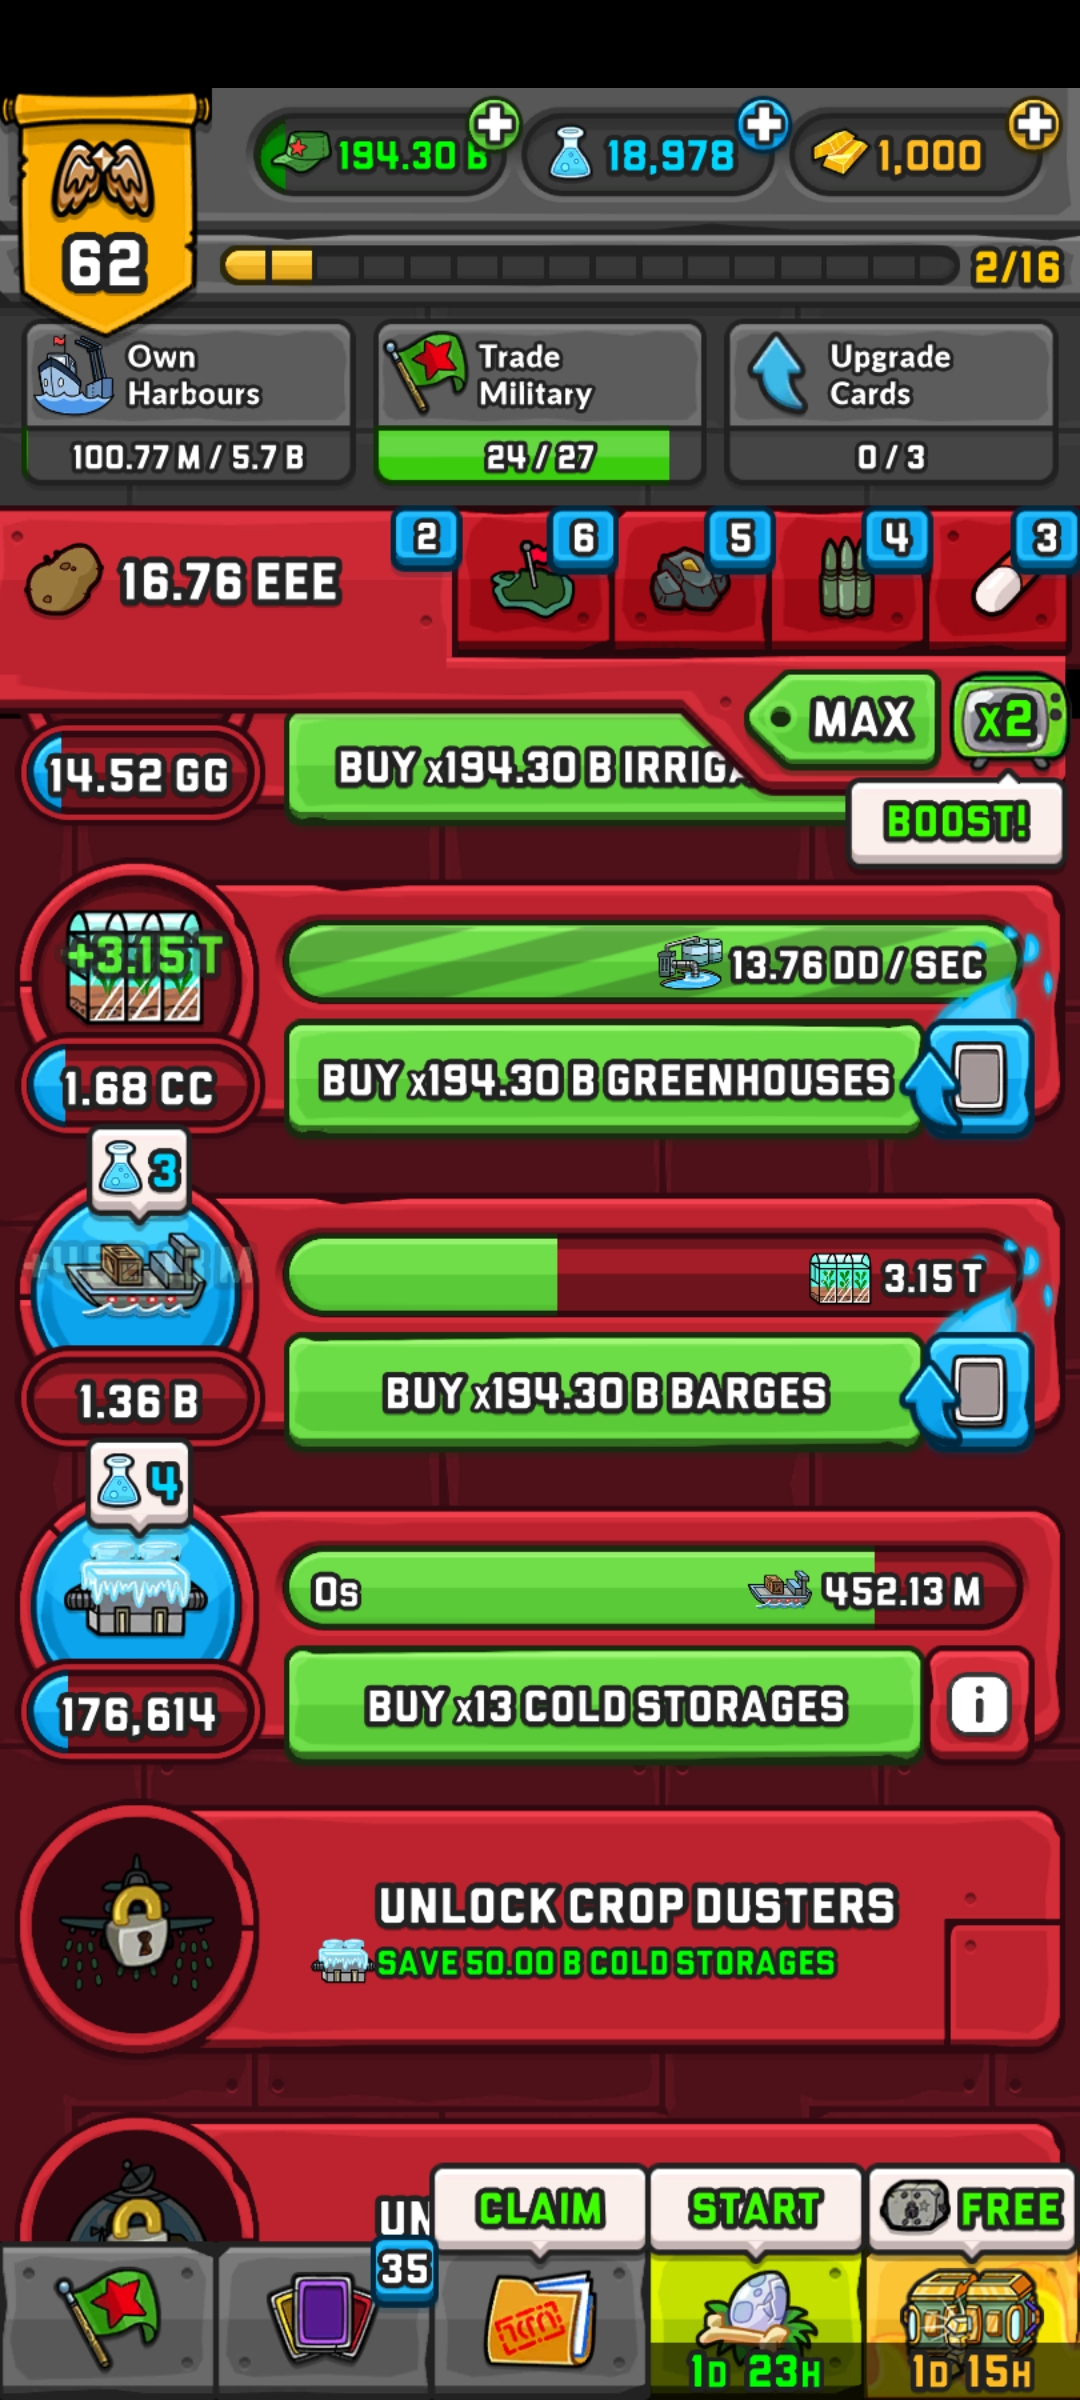 194.30 B
18,978
1,000
62
2/16
Own
Harbours
100.77 M / 5.7 B
Trade
Military
24 / 27
Upgrade
Cards
0 / 3
16.76 EEE
2
6
5
4
3
MAX
x2
14.52 GG
BUY x194.30 B IRRIGA
BOOST!
+3.15 T
13.76 DD / SEC
1.68 CC
BUY x194.30 B GREENHOUSES
3
3.15 T
1.36 B
BUY x194.30 B BARGES
4
0s
452.13 M
176,614
BUY x13 COLD STORAGES
i
UNLOCK CROP DUSTERS
SAVE 50.00 B COLD STORAGES
UN
CLAIM
START
FREE
35
1D 23H
1D 15H